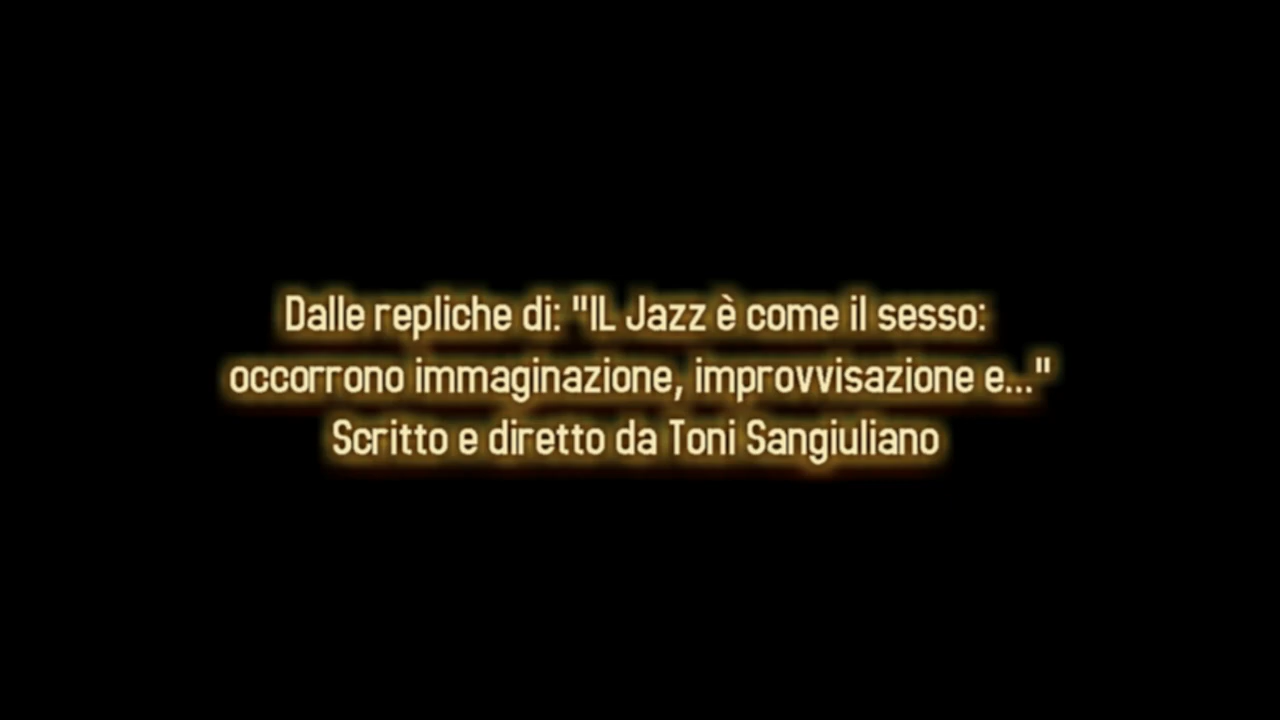 Dalle repliche di: "IL Jazz è come il sesso:
occorrono immaginazione, improvvisazione e..."
Scritto e diretto da Toni Sangiuliano